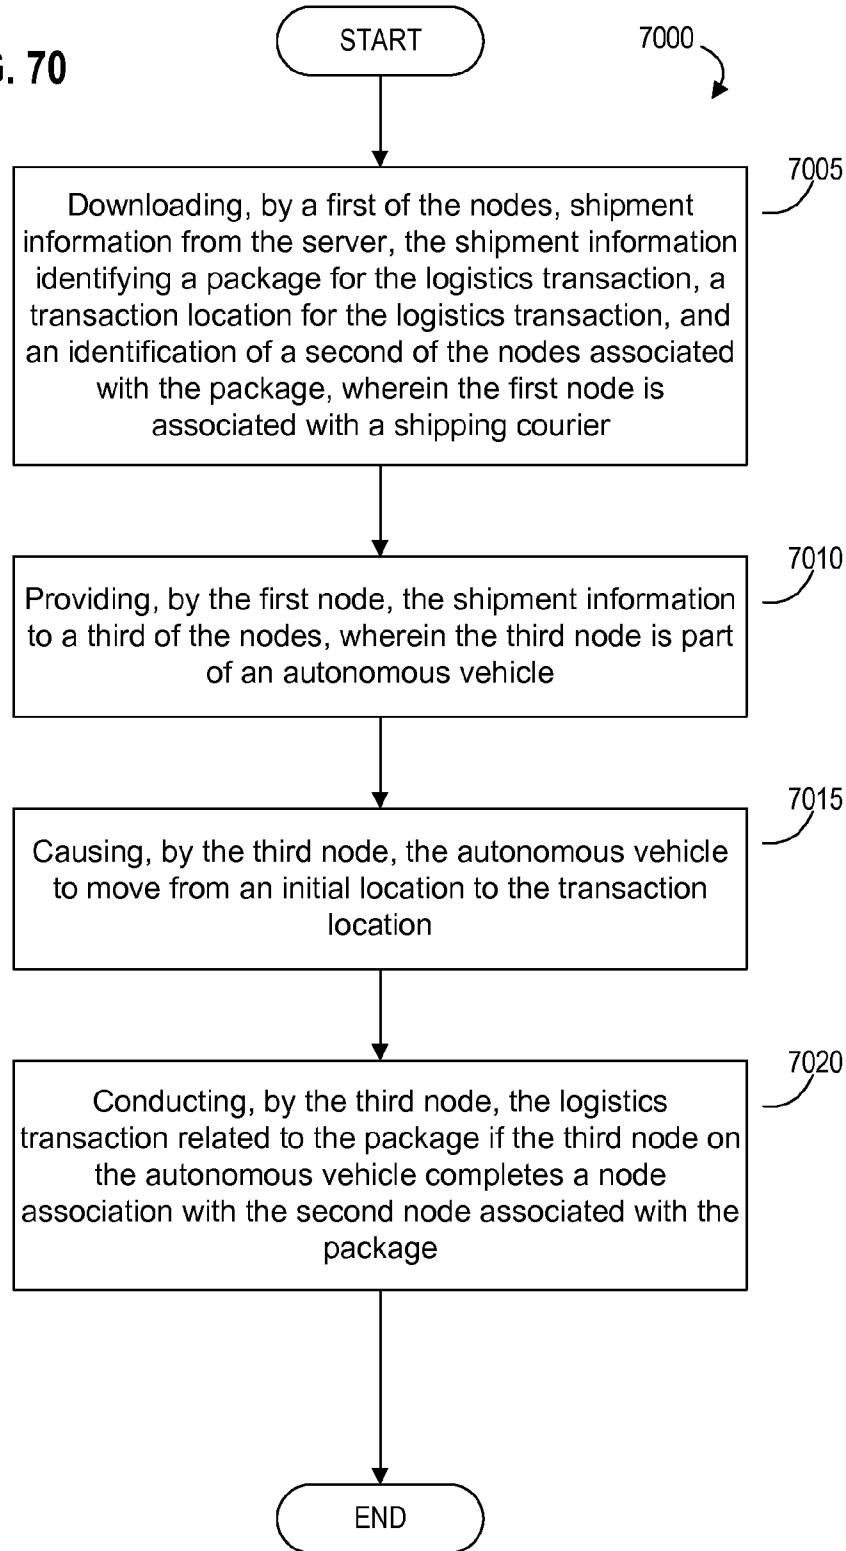 START
7000
G. 70
7005
Downloading, by a first of the nodes, shipment
information from the server, the shipment information
identifying a package for the logistics transaction, a
transaction location for the logistics transaction, and
an identification of a second of the nodes associated
with the package, wherein the first node is
associated with a shipping courier
7010
Providing, by the first node, the shipment information
to a third of the nodes, wherein the third node is part
of an autonomous vehicle
7015
Causing, by the third node, the autonomous vehicle
to move from an initial location to the transaction
location
7020
Conducting, by the third node, the logistics
transaction related to the package if the third node on
the autonomous vehicle completes a node
association with the second node associated with the
package
END